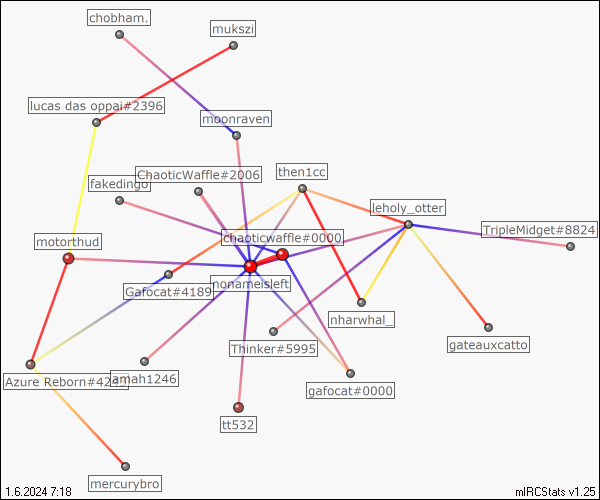 chobham.
mukszi
lucas das oppai#2396
moonraven
ChaoticWaffle#2006
then1cc
fakedingo
leholy_otter
TripleMidget#8824
chaoticwaffle#0000
motorthud
Gafocat#4189
nonameisleft
nharwhal_
Thinker#5995
gateauxcatto
Azure Reborn#
amah1246
gafocat#0000
tt532
mercurybro
1.6.2024 7:18
mIRCStats v1.25